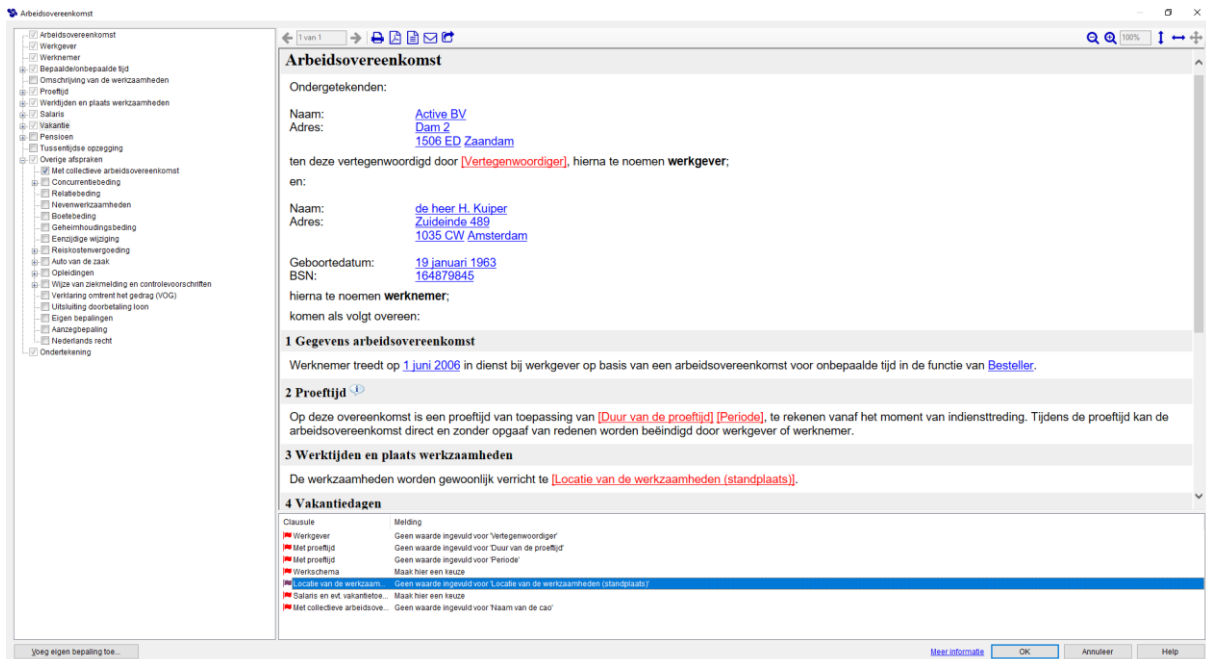 Arbeidsovereenkomst
Arbeidsovereenkomst
Werkgever
Werknemer
Bepaalde/onbepaalde tijd
Omschrijving van de werkzaamheden
Proeftijd
Werktijden en plaats werkzaamheden
Salaris
Vakantie
Pensioen
Tussentijdse opzegging
Overige afspraken
Met collectieve arbeidsovereenkomst
Concurrentiebeding
Relatiebeding
Nevenwerkzaamheden
Boetebeding
Geheimhoudingsbeding
Eenzijdige wijziging
Reiskostenvergoeding
Auto van de zaak
Opleidingen
Wijze van ziekmelding en controlevoorschriften
Verklaring omtrent het gedrag (VOG)
Uitsluiting doorbetaling loon
Eigen bepalingen
Aanzegbepaling
Nederlands recht
Ondertekening
1 van 1
100%
Arbeidsovereenkomst
Ondergetekenden:
Naam: Active BV
Adres: Dam 2
1506 ED Zaandam
ten deze vertegenwoordigd door [Vertegenwoordiger], hierna te noemen werkgever;
en:
Naam: de heer H. Kuiper
Adres: Zuideinde 489
1035 CW Amsterdam
Geboortedatum: 19 januari 1963
BSN: 164879845
hierna te noemen werknemer;
komen als volgt overeen:
1 Gegevens arbeidsovereenkomst
Werknemer treedt op 1 juni 2006 in dienst bij werkgever op basis van een arbeidsovereenkomst voor onbepaalde tijd in de functie van Besteller.
2 Proeftijd
Op deze overeenkomst is een proeftijd van toepassing van [Duur van de proeftijd] [Periode], te rekenen vanaf het moment van indiensttreding. Tijdens de proeftijd kan de
arbeidsovereenkomst direct en zonder opgaaf van redenen worden beëindigd door werkgever of werknemer.
3 Werktijden en plaats werkzaamheden
De werkzaamheden worden gewoonlijk verricht te [Locatie van de werkzaamheden (standplaats)].
4 Vakantiedagen
Clausule Melding
Werkgever Geen waarde ingevuld voor 'Vertegenwoordiger'
Met proeftijd Geen waarde ingevuld voor 'Duur van de proeftijd'
Met proeftijd Geen waarde ingevuld voor 'Periode'
Werkschema Maak hier een keuze
Locatie van de werkzaam... Geen waarde ingevuld voor 'Locatie van de werkzaamheden (standplaats)'
Salaris en evt. vakantietoe... Maak hier een keuze
Met collectieve arbeidsove... Geen waarde ingevuld voor 'Naam van de cao'
Voeg eigen bepaling toe... Meer informatie OK Annuleer Help